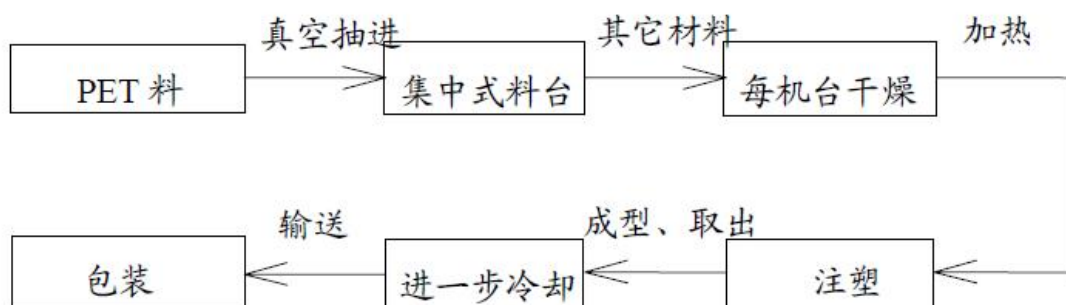 真空抽进
其它材料
加热
PET 料
集中式料台
每机台干燥
输送
成型、取出
包装
进一步冷却
注塑